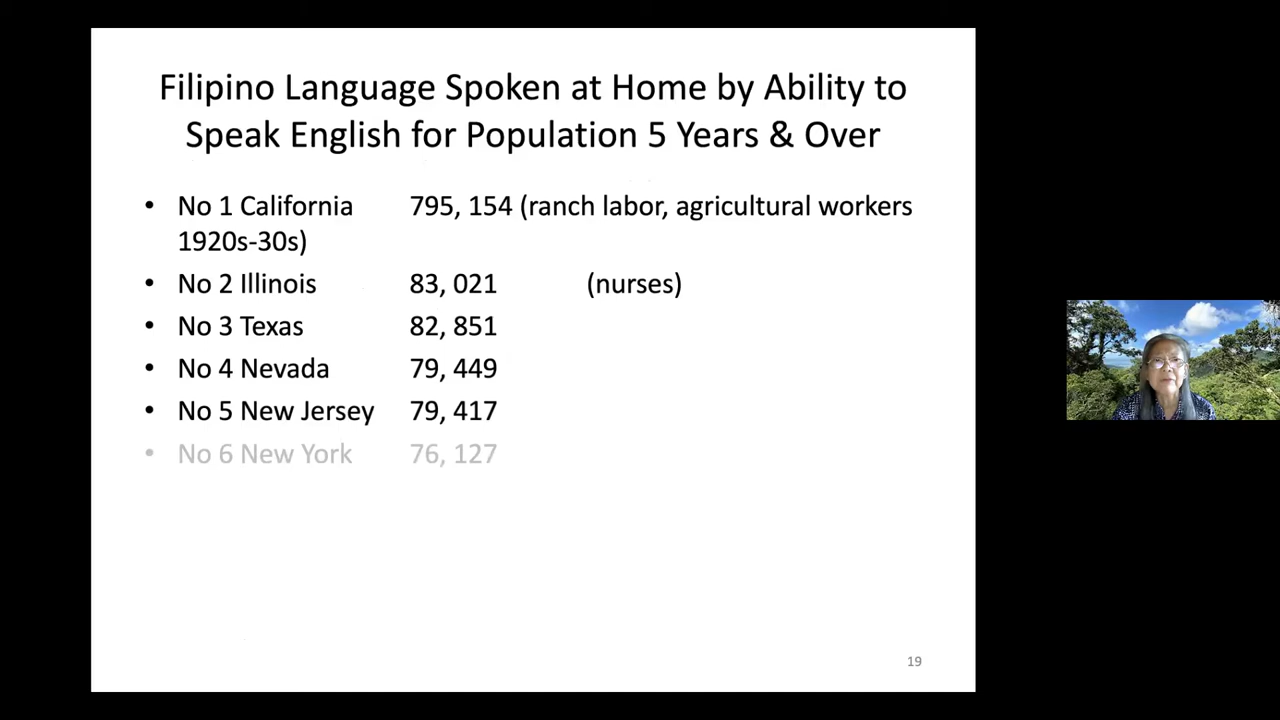 Filipino Language Spoken at Home by Ability to
Speak English for Population 5 Years & Over
• No 1 California 795, 154 (ranch labor, agricultural workers
1920s-30s)
• No 2 Illinois 83, 021 (nurses)
• No 3 Texas 82, 851
• No 4 Nevada 79, 449
• No 5 New Jersey 79, 417
• No 6 New York 76, 127
19